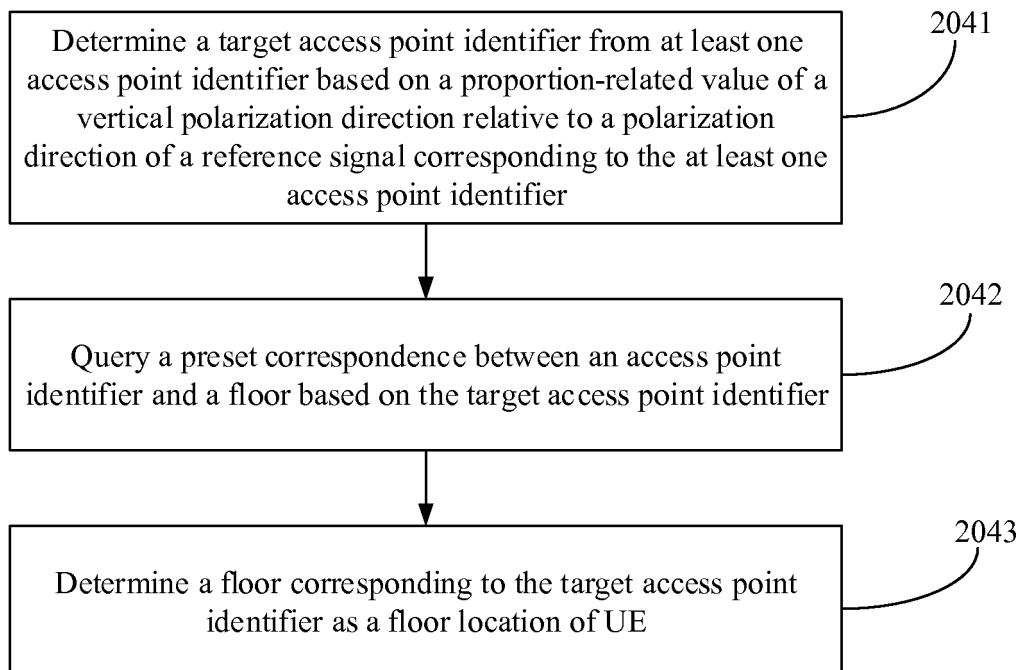 2041
Determine a target access point identifier from at least one
access point identifier based on a proportion-related value of a
vertical polarization direction relative to a polarization
direction of a reference signal corresponding to the at least one
access point identifier
2042
Query a preset correspondence between an access point
identifier and a floor based on the target access point identifier
2043
Determine a floor corresponding to the target access point
identifier as a floor location of UE